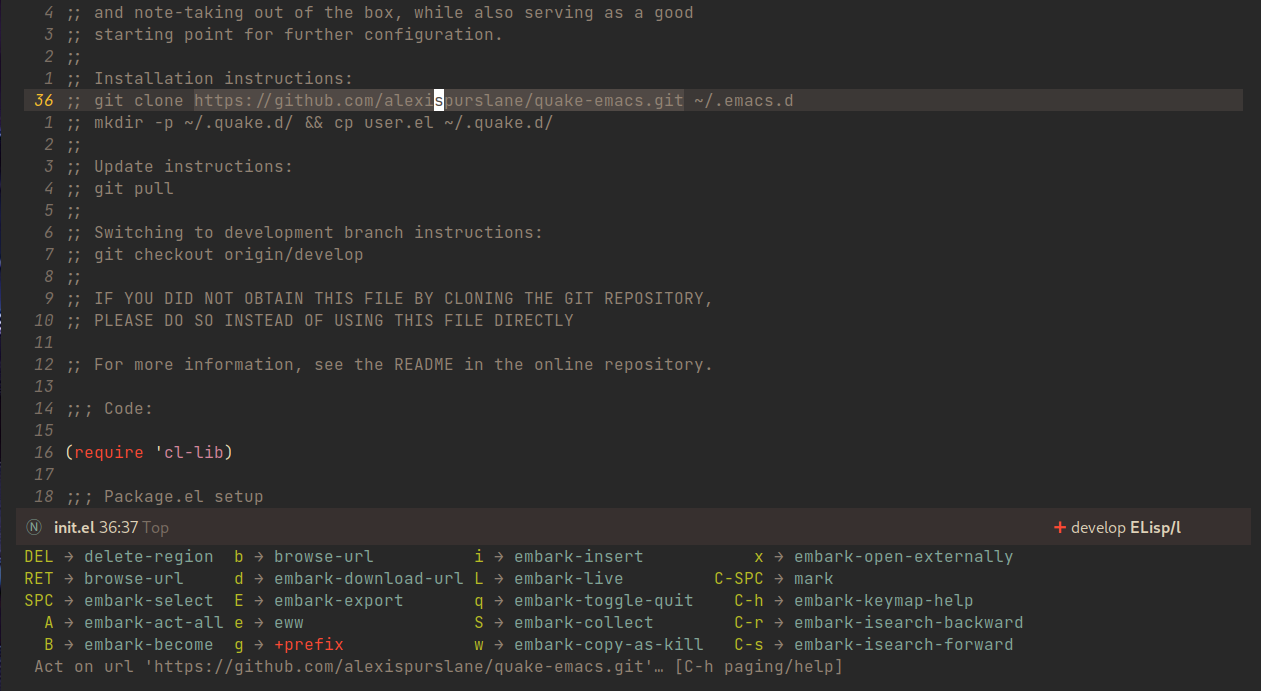 4 ;; and note-taking out of the box, while also serving as a good
3 ;; starting point for further configuration.
2 ;;
1 ;; Installation instructions:
36 ;; git clone https://github.com/alexispurslane/quake-emacs.git ~/.emacs.d
1 ;; mkdir -p ~/.quake.d/ && cp user.el ~/.quake.d/
2 ;;
3 ;; Update instructions:
4 ;; git pull
5 ;;
6 ;; Switching to development branch instructions:
7 ;; git checkout origin/develop
8 ;;
9 ;; IF YOU DID NOT OBTAIN THIS FILE BY CLONING THE GIT REPOSITORY,
10 ;; PLEASE DO SO INSTEAD OF USING THIS FILE DIRECTLY
11
12 ;; For more information, see the README in the online repository.
13
14 ;;; Code:
15
16 (require 'cl-lib)
17
18 ;;; Package.el setup
N init.el 36:37 Top + develop ELisp/l
DEL → delete-region b → browse-url i → embark-insert x → embark-open-externally
RET → browse-url d → embark-download-url L → embark-live C-SPC → mark
SPC → embark-select E → embark-export q → embark-toggle-quit C-h → embark-keymap-help
A → embark-act-all e → eww S → embark-collect C-r → embark-isearch-backward
B → embark-become g → +prefix w → embark-copy-as-kill C-s → embark-isearch-forward
Act on url 'https://github.com/alexispurslane/quake-emacs.git'… [C-h paging/help]